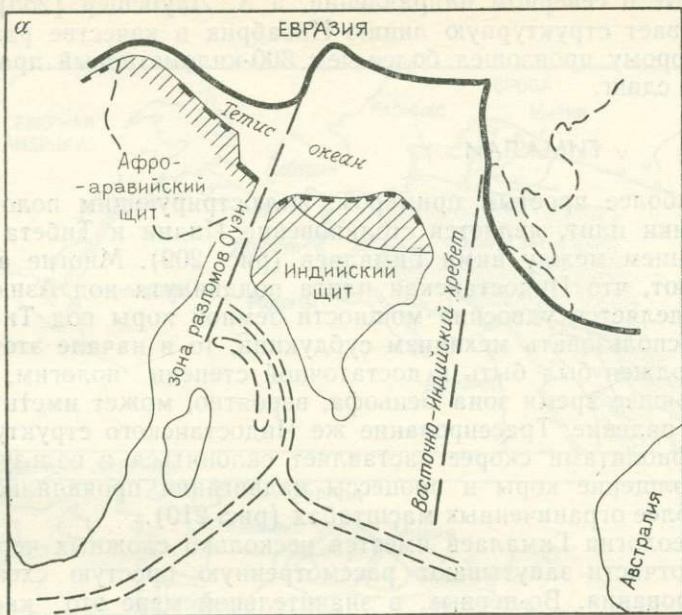 а
ЕВРАЗИЯ
Тетис
океан
Афро-
-аравийский
щит
зона разломов Оуэн
Индийский
щит
Восточно-Индийский хребет
Австралия